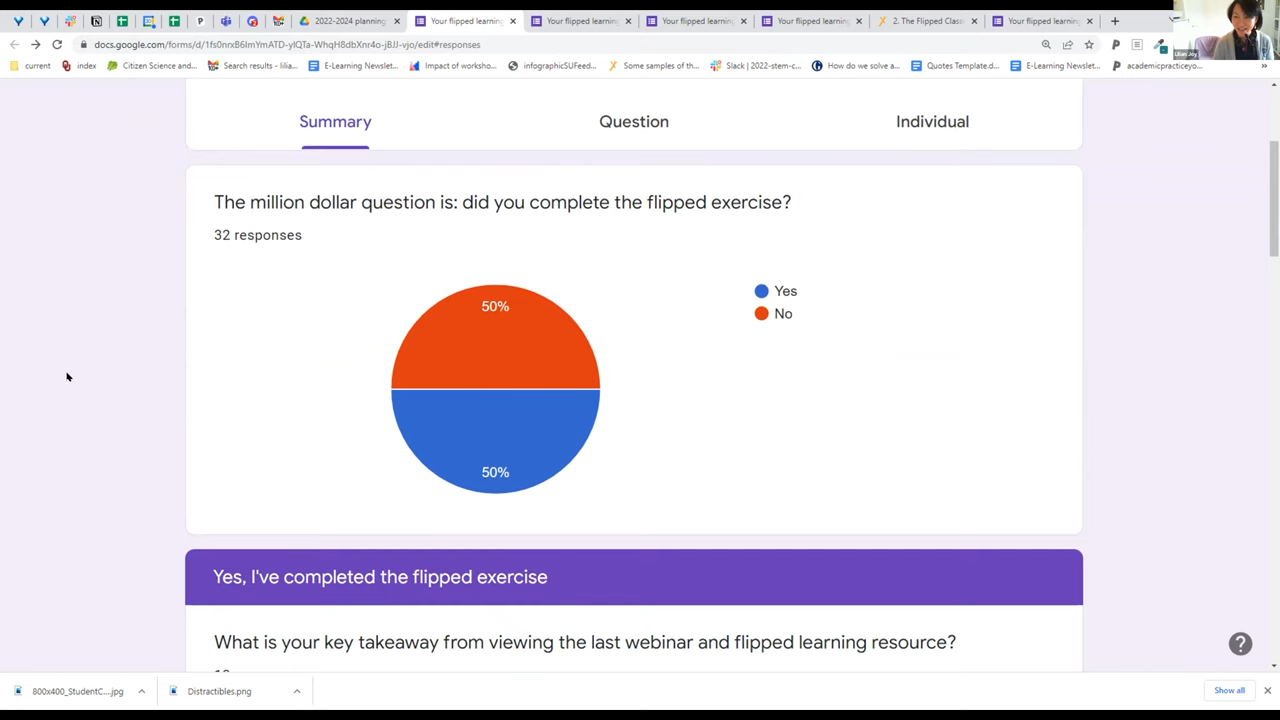 2022-2024 planning
Your flipped learning
Your flipped learning
Your flipped learning
Your flipped learning
2. The Flipped Class
Your flipped learning
docs.google.com/forms/d/1fs0nrxB6ImYmATD-yIQTa-WhqH8dbXnr4o-jBJJ-vjo/edit#responses
current
index
Citizen Science and...
Search results - lilia...
E-Learning Newslet...
Impact of worksho...
infographicSUFeed...
Some samples of th...
Slack | 2022-stem-c...
How do we solve a...
Quotes Template.d...
E-Learning Newslet...
academicpracticeyo...
Lilian Joy
Summary
Question
Individual
The million dollar question is: did you complete the flipped exercise?
32 responses
50%
50%
Yes
No
Yes, I've completed the flipped exercise
What is your key takeaway from viewing the last webinar and flipped learning resource?
800x400_StudentC....jpg
Distractibles.png
Show all